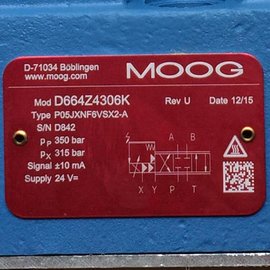 D-71034 Böblingen
www.moog.com
MOOG
Mod D664Z4306K Rev U Date 12/15
Type P05JXNF6VSX2-A
S/N D842
pP 350 bar
pX 315 bar
Signal ±10 mA
Supply 24 V=
A B
X Y P T